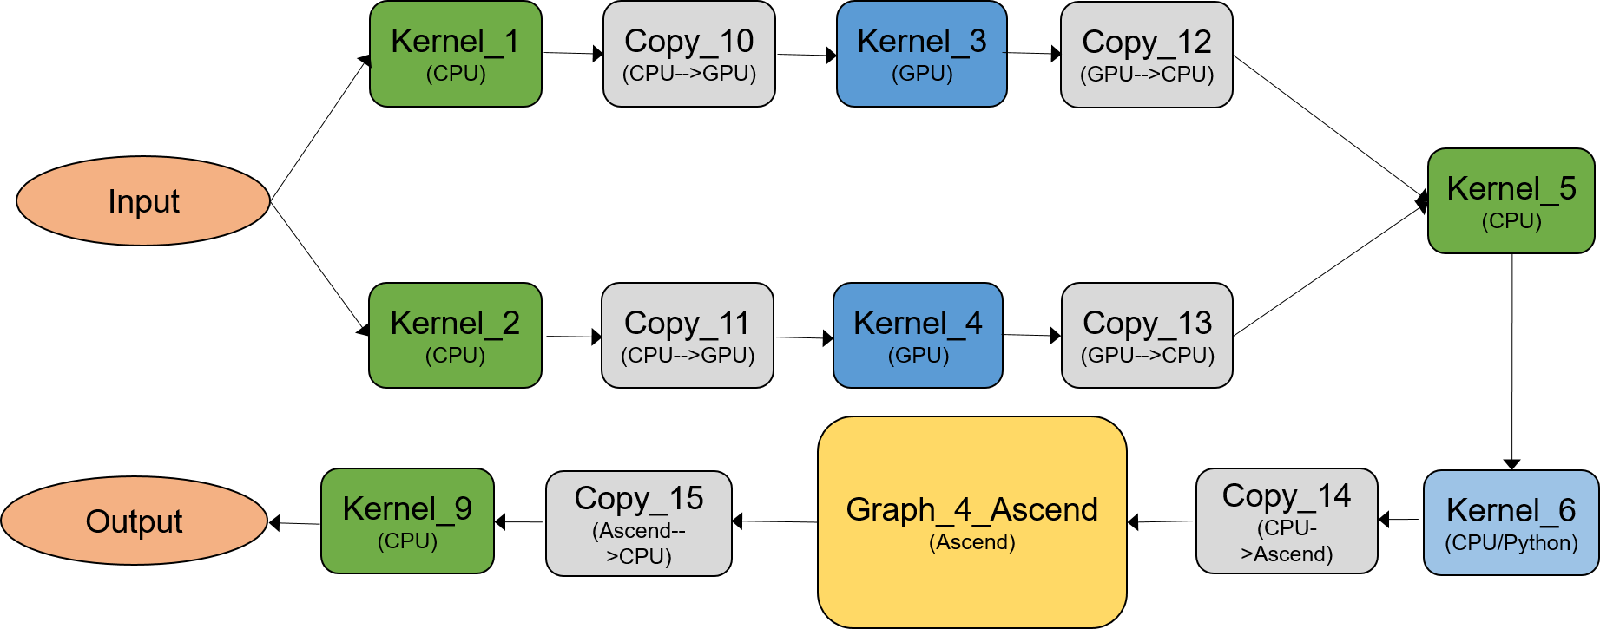 Kernel_1
(CPU)
Copy_10
(CPU-->GPU)
Kernel_3
(GPU)
Copy_12
(GPU-->CPU)
Input
Kernel_5
(CPU)
Kernel_2
(CPU)
Copy_11
(CPU-->GPU)
Kernel_4
(GPU)
Copy_13
(GPU-->CPU)
Output
Kernel_9
(CPU)
Copy_15
(Ascend--
>CPU)
Graph_4_Ascend
(Ascend)
Copy_14
(CPU-
->Ascend)
Kernel_6
(CPU/Python)